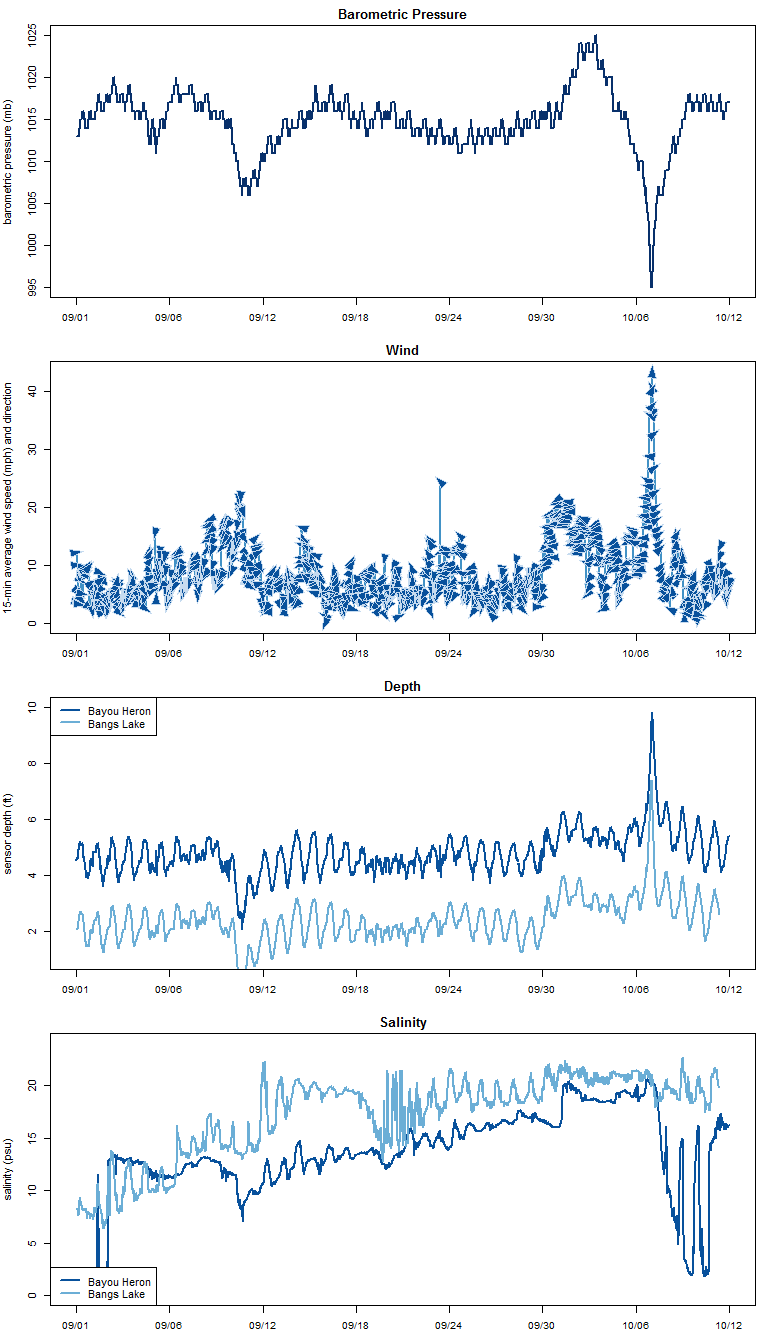 Barometric Pressure
barometric pressure (mb)
1025
1020
1015
1010
1005
1000
995
09/01 09/06 09/12 09/18 09/24 09/30 10/06 10/12
Wind
15-min average wind speed (mph) and direction
40
30
20
10
0
09/01 09/06 09/12 09/18 09/24 09/30 10/06 10/12
Depth
sensor depth (ft)
Bayou Heron
Bangs Lake
10
8
6
4
2
09/01 09/06 09/12 09/18 09/24 09/30 10/06 10/12
Salinity
salinity (psu)
20
15
10
5
0
Bayou Heron
Bangs Lake
09/01 09/06 09/12 09/18 09/24 09/30 10/06 10/12